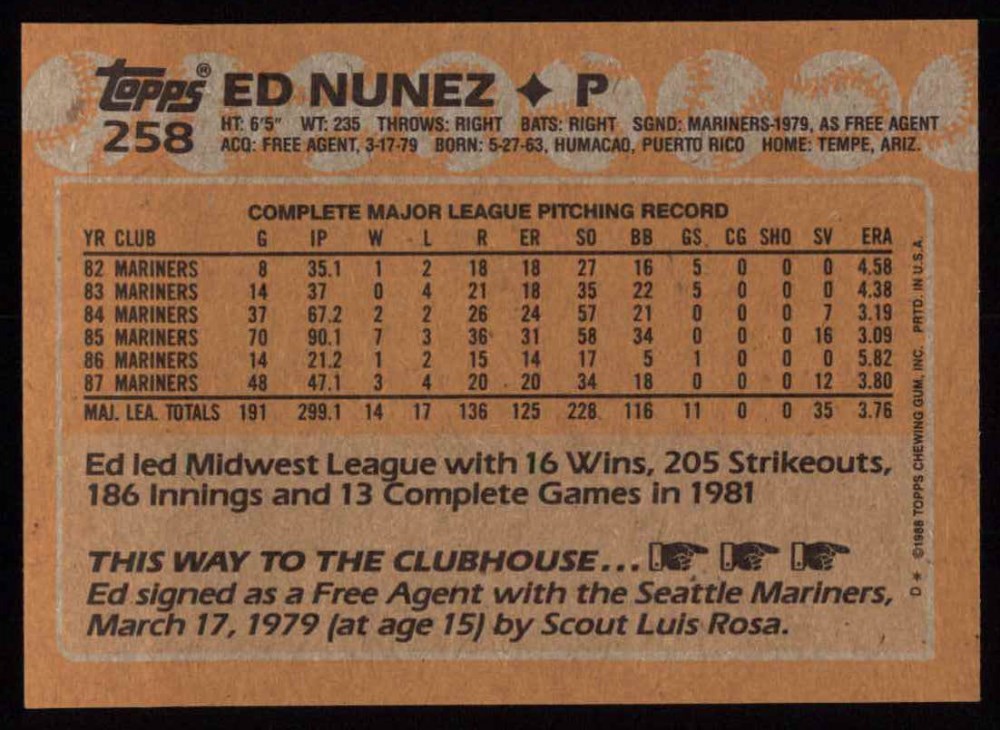 topps® ED NUNEZ ✦ P
258 HT: 6'5" WT: 235 THROWS: RIGHT BATS: RIGHT SGND: MARINERS-1979, AS FREE AGENT
ACQ: FREE AGENT, 3-17-79 BORN: 5-27-63, HUMACAO, PUERTO RICO HOME: TEMPE, ARIZ.
COMPLETE MAJOR LEAGUE PITCHING RECORD
YR CLUB G IP W L R ER SO BB GS CG SHO SV ERA
82 MARINERS 8 35.1 1 2 18 18 27 16 5 0 0 0 4.58
83 MARINERS 14 37 0 4 21 18 35 22 5 0 0 0 4.38
84 MARINERS 37 67.2 2 2 26 24 57 21 0 0 0 7 3.19
85 MARINERS 70 90.1 7 3 36 31 58 34 0 0 0 16 3.09
86 MARINERS 14 21.2 1 2 15 14 17 5 1 0 0 0 5.82
87 MARINERS 48 47.1 3 4 20 20 34 18 0 0 0 12 3.80
MAJ. LEA. TOTALS 191 299.1 14 17 136 125 228 116 11 0 0 35 3.76
Ed led Midwest League with 16 Wins, 205 Strikeouts,
186 Innings and 13 Complete Games in 1981
THIS WAY TO THE CLUBHOUSE...
Ed signed as a Free Agent with the Seattle Mariners,
March 17, 1979 (at age 15) by Scout Luis Rosa.
D* ©1988 TOPPS CHEWING GUM, INC. PRTD. IN U.S.A.